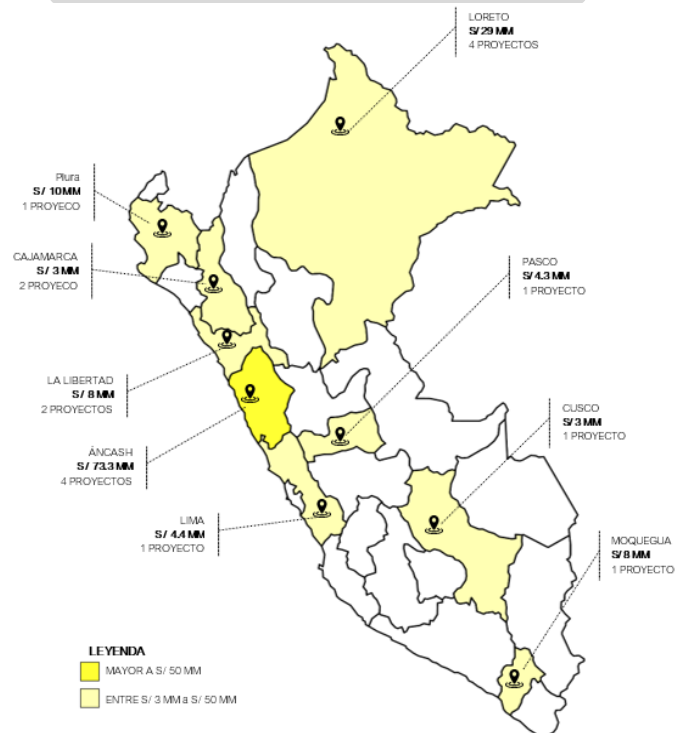 LORETO
S/ 29 MM
4 PROYECTOS
Piura
S/ 10MM
1 PROYECO
CAJAMARCA
S/ 3 MM
2 PROYECO
PASCO
S/ 4.3 MM
1 PROYECTO
LA LIBERTAD
S/ 8 MM
2 PROYECTOS
CUSCO
S/ 3 MM
1 PROYECTO
ÁNCASH
S/ 73.3 MM
4 PROYECTOS
LIMA
S/ 4.4 MM
1 PROYECTO
MOQUEGUA
S/ 8 MM
1 PROYECTO
LEYENDA
MAYOR A S/ 50 MM
ENTRE S/ 3 MM a S/ 50 MM